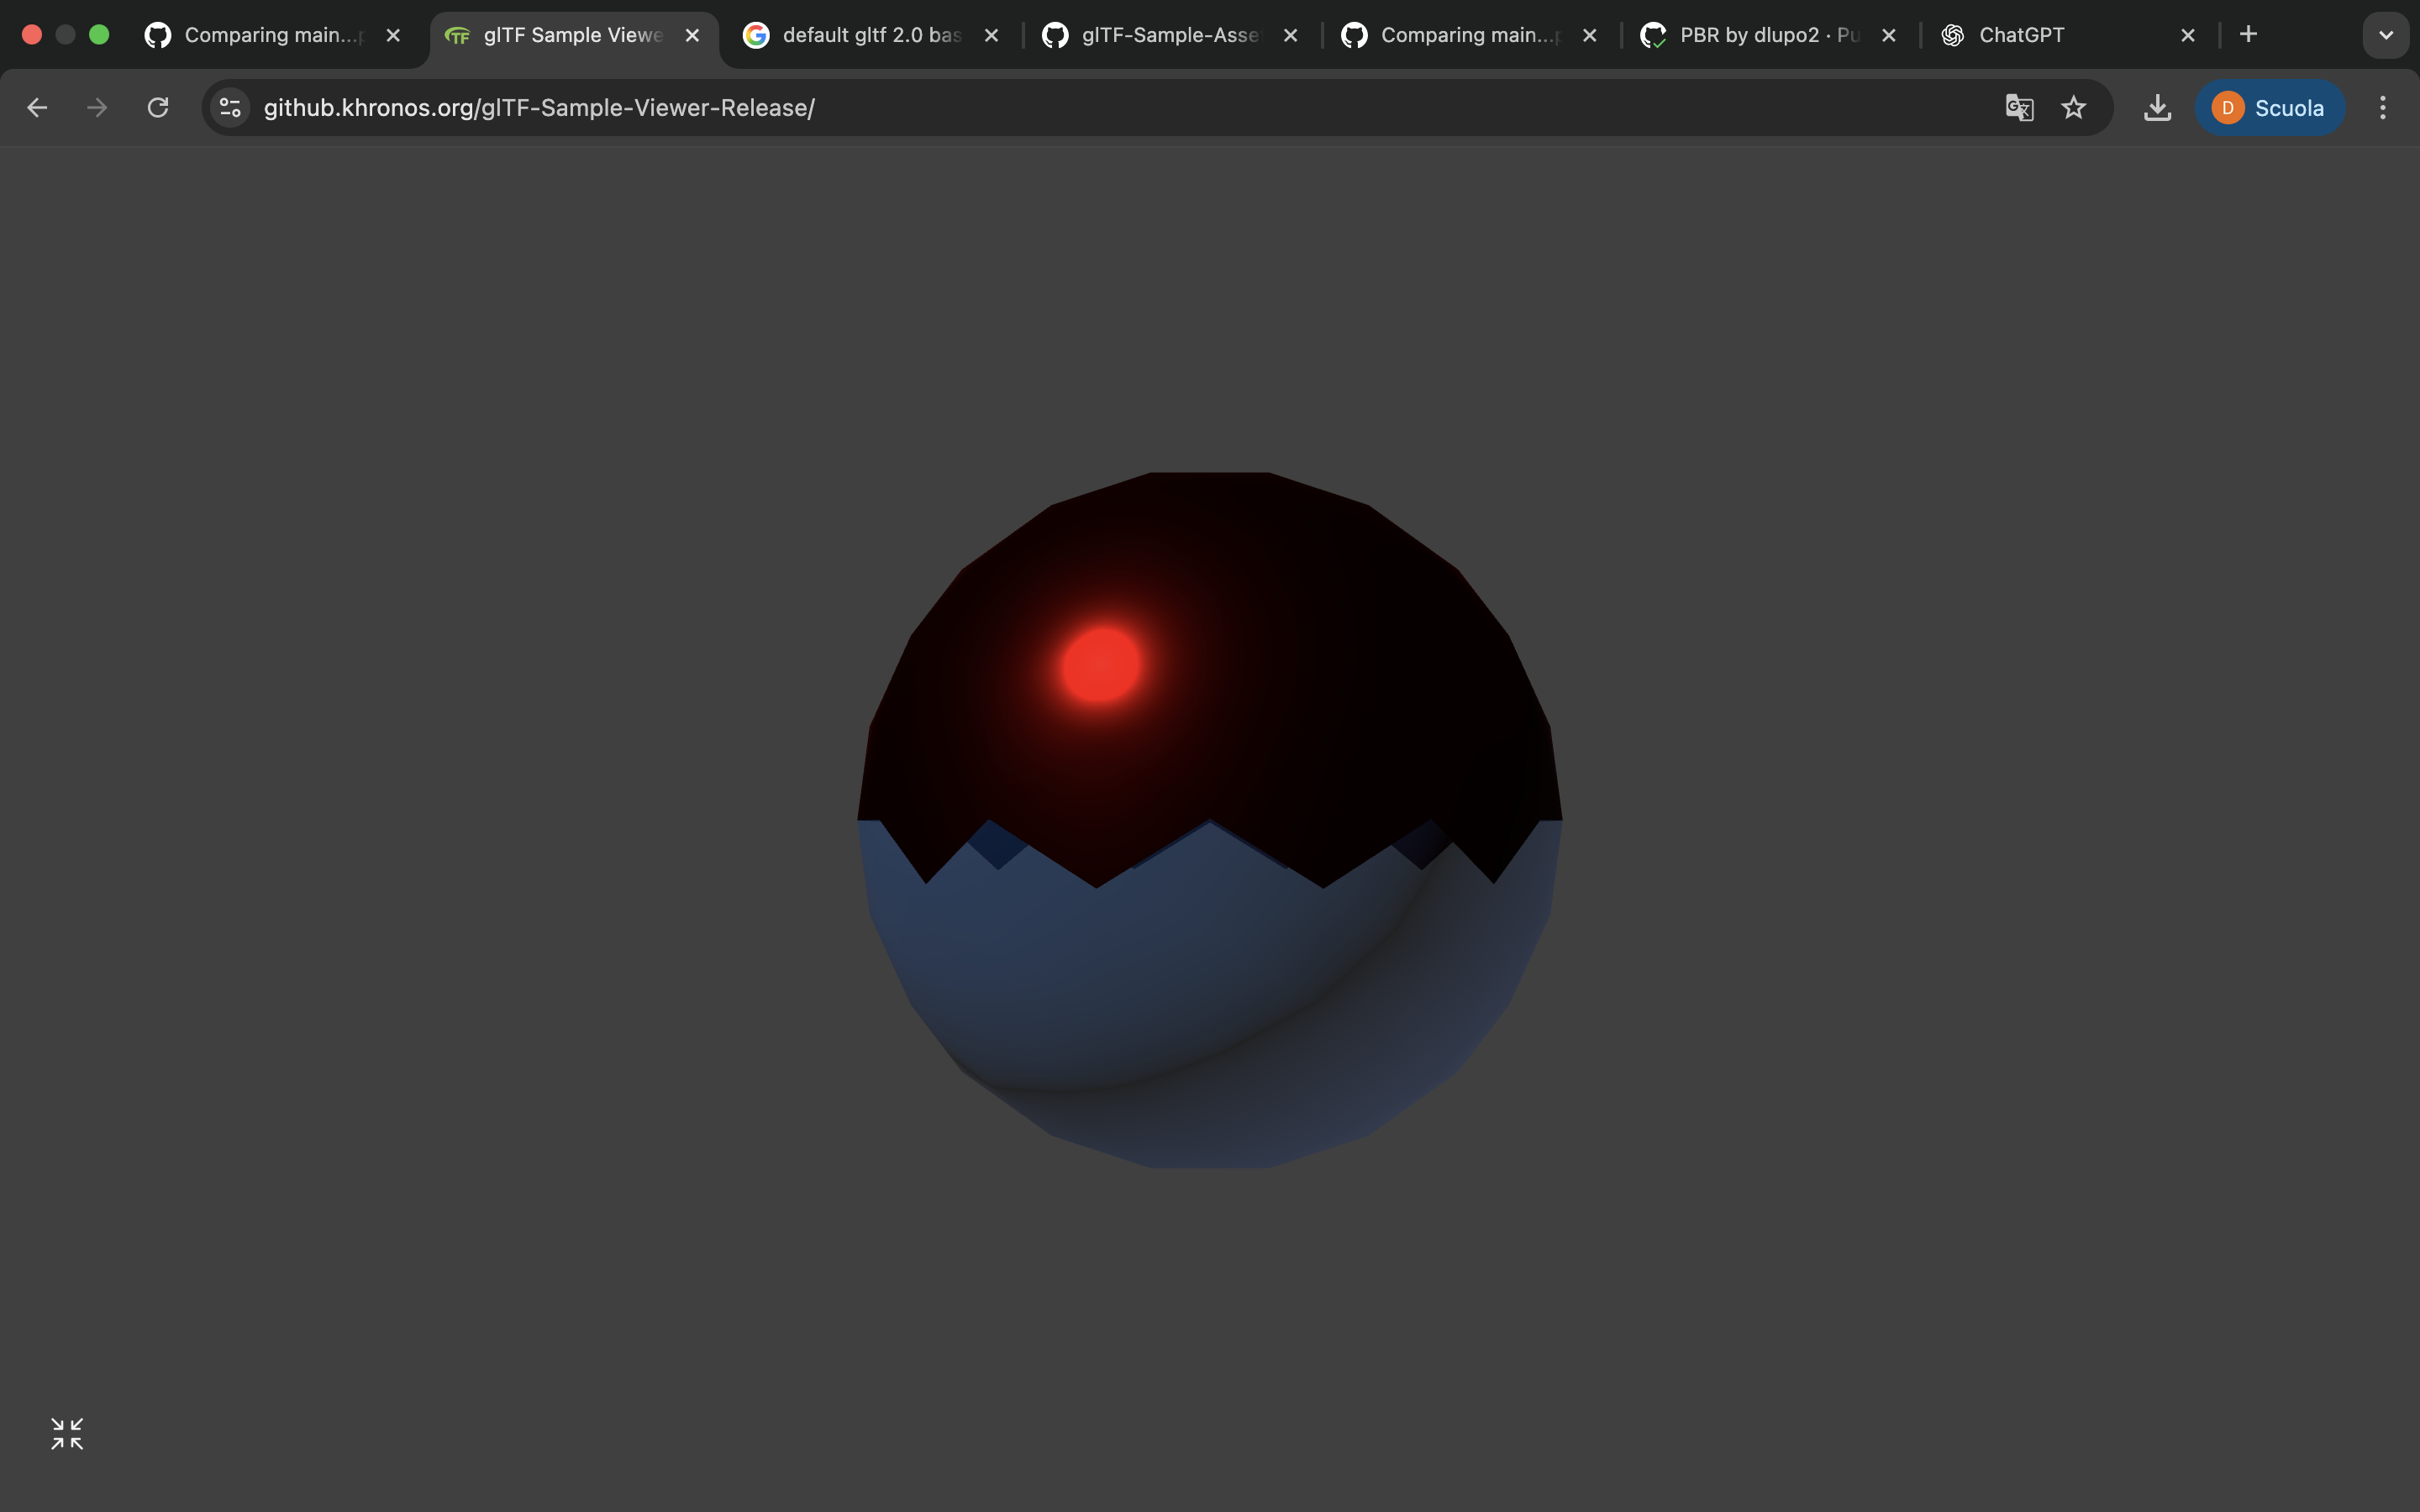 Comparing main...p
glTF Sample Viewe
default gltf 2.0 bas
glTF-Sample-Asse
Comparing main...p
PBR by dlupo2 · Pu
ChatGPT
github.khronos.org/glTF-Sample-Viewer-Release/
D
Scuola